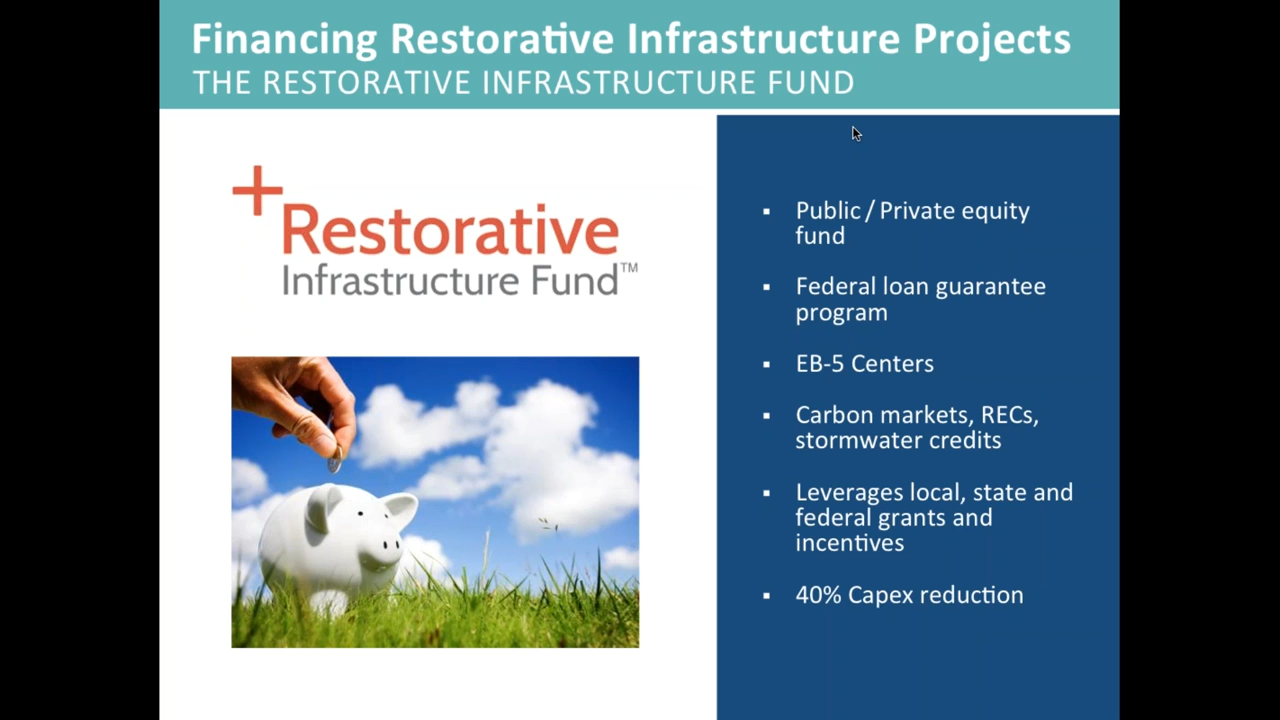 Financing Restorative Infrastructure Projects
THE RESTORATIVE INFRASTRUCTURE FUND
+Restorative
Infrastructure Fund™
▪ Public / Private equity
fund
▪ Federal loan guarantee
program
▪ EB-5 Centers
▪ Carbon markets, RECs,
stormwater credits
▪ Leverages local, state and
federal grants and
incentives
▪ 40% Capex reduction